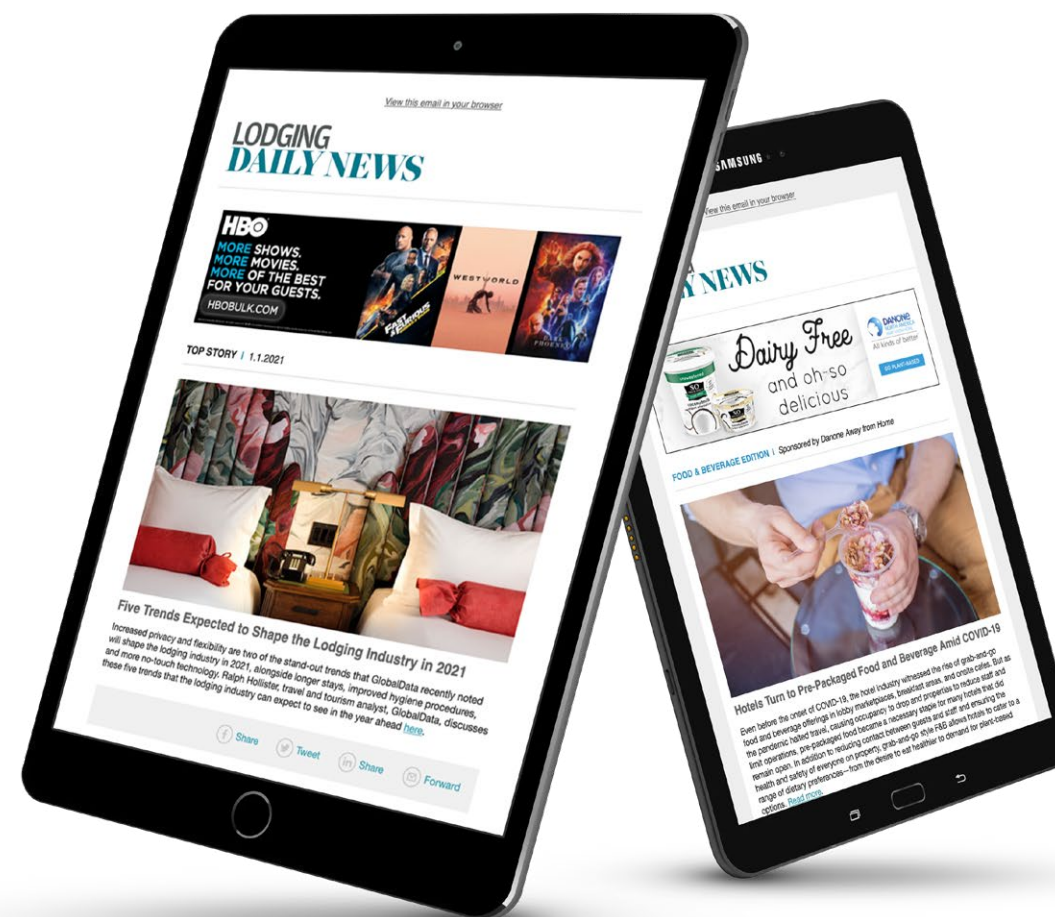 View this email in your browser
LODGING
DAILY NEWS
HBO
MORE SHOWS.
MORE MOVIES.
MORE OF THE BEST
FOR YOUR GUESTS.
HBOBULK.COM
FAST
& FURIOUS
WESTWORLD
DARK
PHOENIX
TOP STORY | 1.1.2021
Five Trends Expected to Shape the Lodging Industry in 2021
Increased privacy and flexibility are two of the stand-out trends that GlobalData recently noted
will shape the lodging industry in 2021, alongside longer stays, improved hygiene procedures,
and more no-touch technology. Ralph Hollister, travel and tourism analyst, GlobalData, discusses
these five trends that the lodging industry can expect to see in the year ahead here.
Share
Tweet
in Share
Forward
SAMSUNG
View this email in your browser
Y NEWS
Dairy Free
and oh-so
delicious
SO
SO
DANONE
NORTH AMERICA
All kinds of better
GO PLANT-BASED
FOOD & BEVERAGE EDITION | Sponsored by Danone Away from Home
Hotels Turn to Pre-Packaged Food and Beverage Amid COVID-19
Even before the onset of COVID-19, the hotel industry witnessed the rise of grab-and-go
food and beverage offerings in lobby marketplaces, breakfast areas, and onsite cafes. But as
the pandemic halted travel, causing occupancy to drop and properties to reduce staff and
limit operations, pre-packaged food became a necessary staple for many hotels that did
remain open. In addition to reducing contact between guests and staff and ensuring the
health and safety of everyone on property, grab-and-go style F&B allows hotels to cater to a
range of dietary preferences—from the desire to eat healthier to demand for plant-based
options. Read more.